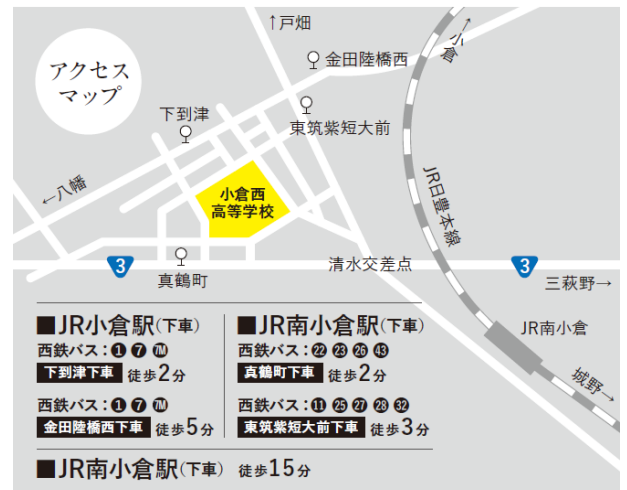 ↑戸畑
→小倉
アクセス
マップ
金田陸橋西
下到津
東筑紫短大前
←八幡
小倉西
高等学校
JR日豊本線
3
真鶴町
清水交差点
3
三萩野→
JR南小倉
城野→
■JR小倉駅(下車)
西鉄バス:❶❼7M
下到津下車 徒歩2分
西鉄バス:❶❼7M
金田陸橋西下車 徒歩5分
■JR南小倉駅(下車)
西鉄バス:㉒㉓㉖㊸
真鶴町下車 徒歩2分
西鉄バス:⑪㉕㉗㉘㉜
東筑紫短大前下車 徒歩3分
■JR南小倉駅(下車) 徒歩15分